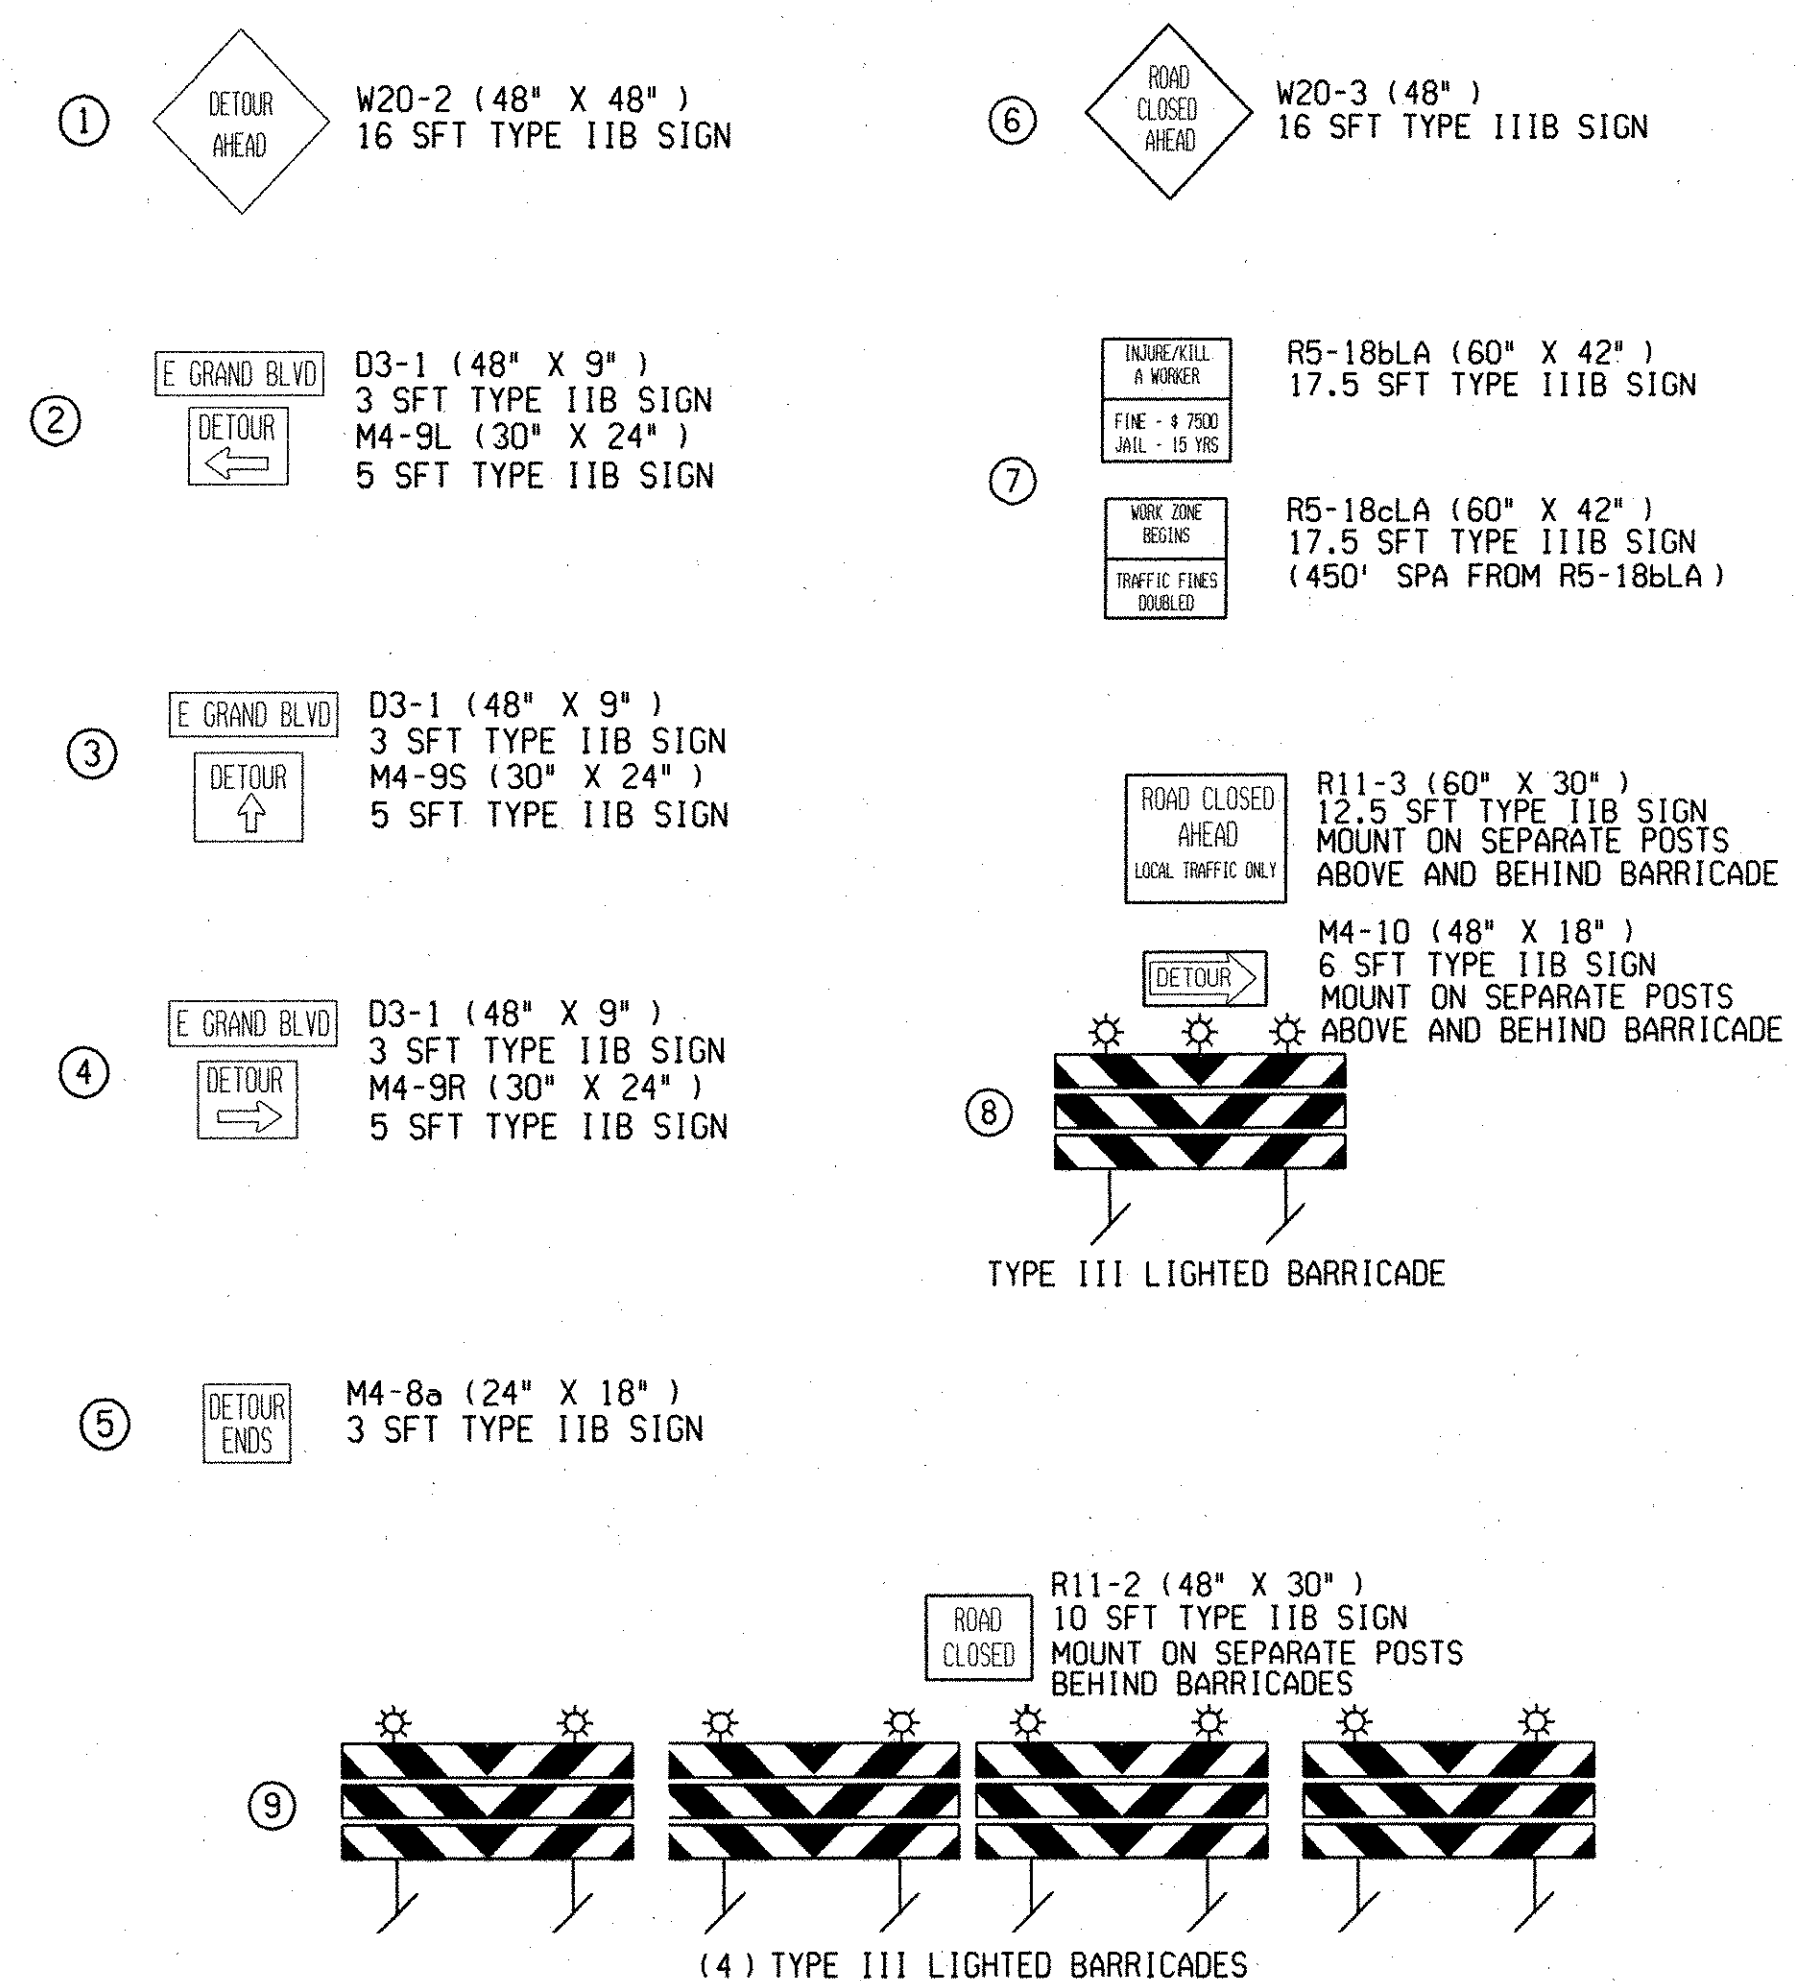 1
DETOUR
AHEAD
W20-2 (48" X 48")
16 SFT TYPE IIB SIGN
2
E GRAND BLVD
DETOUR
D3-1 (48" X 9")
3 SFT TYPE IIB SIGN
M4-9L (30" X 24")
5 SFT TYPE IIB SIGN
3
E GRAND BLVD
DETOUR
D3-1 (48" X 9")
3 SFT TYPE IIB SIGN
M4-9S (30" X 24")
5 SFT TYPE IIB SIGN
4
E GRAND BLVD
DETOUR
D3-1 (48" X 9")
3 SFT TYPE IIB SIGN
M4-9R (30" X 24")
5 SFT TYPE IIB SIGN
5
DETOUR
ENDS
M4-8a (24" X 18")
3 SFT TYPE IIB SIGN
6
ROAD
CLOSED
AHEAD
W20-3 (48")
16 SFT TYPE IIIB SIGN
7
INJURE/KILL
A WORKER
FINE - $ 7500
JAIL - 15 YRS
R5-18bLA (60" X 42")
17.5 SFT TYPE IIIB SIGN
WORK ZONE
BEGINS
TRAFFIC FINES
DOUBLED
R5-18cLA (60" X 42")
17.5 SFT TYPE IIIB SIGN
(450' SPA FROM R5-18bLA)
8
ROAD CLOSED
AHEAD
LOCAL TRAFFIC ONLY
R11-3 (60" X 30")
12.5 SFT TYPE IIB SIGN
MOUNT ON SEPARATE POSTS
ABOVE AND BEHIND BARRICADE
DETOUR
M4-10 (48" X 18")
6 SFT TYPE IIB SIGN
MOUNT ON SEPARATE POSTS
ABOVE AND BEHIND BARRICADE
TYPE III LIGHTED BARRICADE
9
ROAD
CLOSED
R11-2 (48" X 30")
10 SFT TYPE IIB SIGN
MOUNT ON SEPARATE POSTS
BEHIND BARRICADES
(4) TYPE III LIGHTED BARRICADES